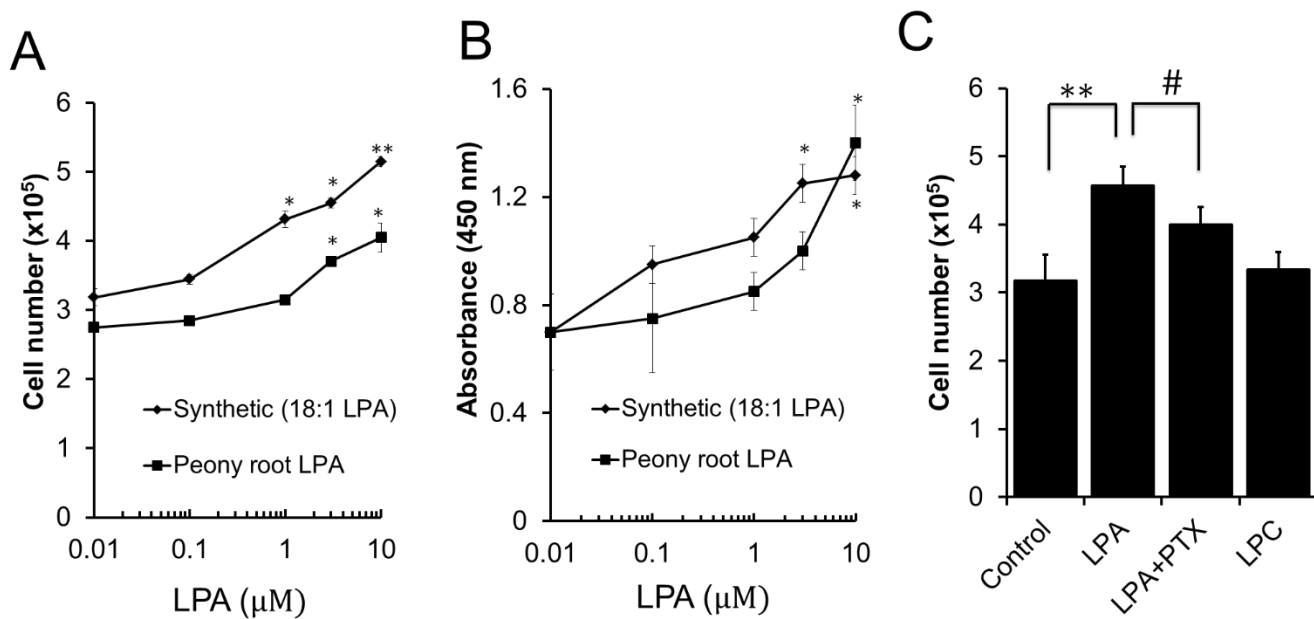 A
Cell number (x10⁵)
6
5
4
3
2
1
0
**
*
*
*
*
Synthetic (18:1 LPA)
Peony root LPA
0.01 0.1 1 10
LPA (μM)
B
Absorbance (450 nm)
1.6
1.2
0.8
0.4
0
*
*
*
Synthetic (18:1 LPA)
Peony root LPA
0.01 0.1 1 10
LPA (μM)
C
Cell number (x10⁵)
6
5
4
3
2
1
0
** #
Control
LPA
LPA+PTX
LPC